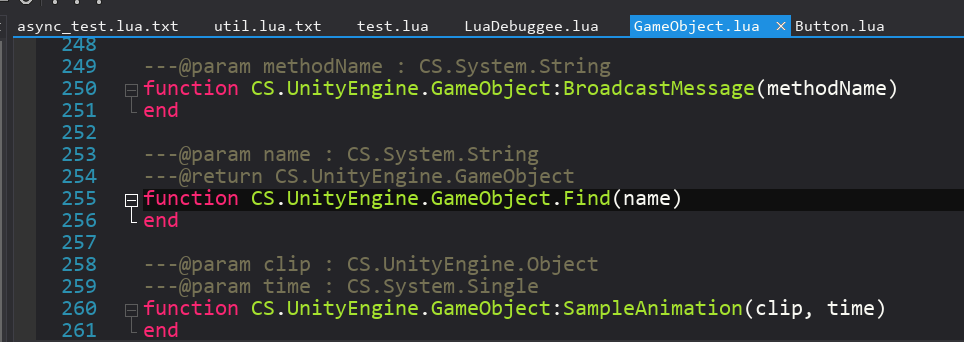 async_test.lua.txt util.lua.txt test.lua LuaDebuggee.lua GameObject.lua × Button.lua
248
249 ---@param methodName : CS.System.String
250 function CS.UnityEngine.GameObject:BroadcastMessage(methodName)
251 end
252
253 ---@param name : CS.System.String
254 ---@return CS.UnityEngine.GameObject
255 function CS.UnityEngine.GameObject.Find(name)
256 end
257
258 ---@param clip : CS.UnityEngine.Object
259 ---@param time : CS.System.Single
260 function CS.UnityEngine.GameObject:SampleAnimation(clip, time)
261 end